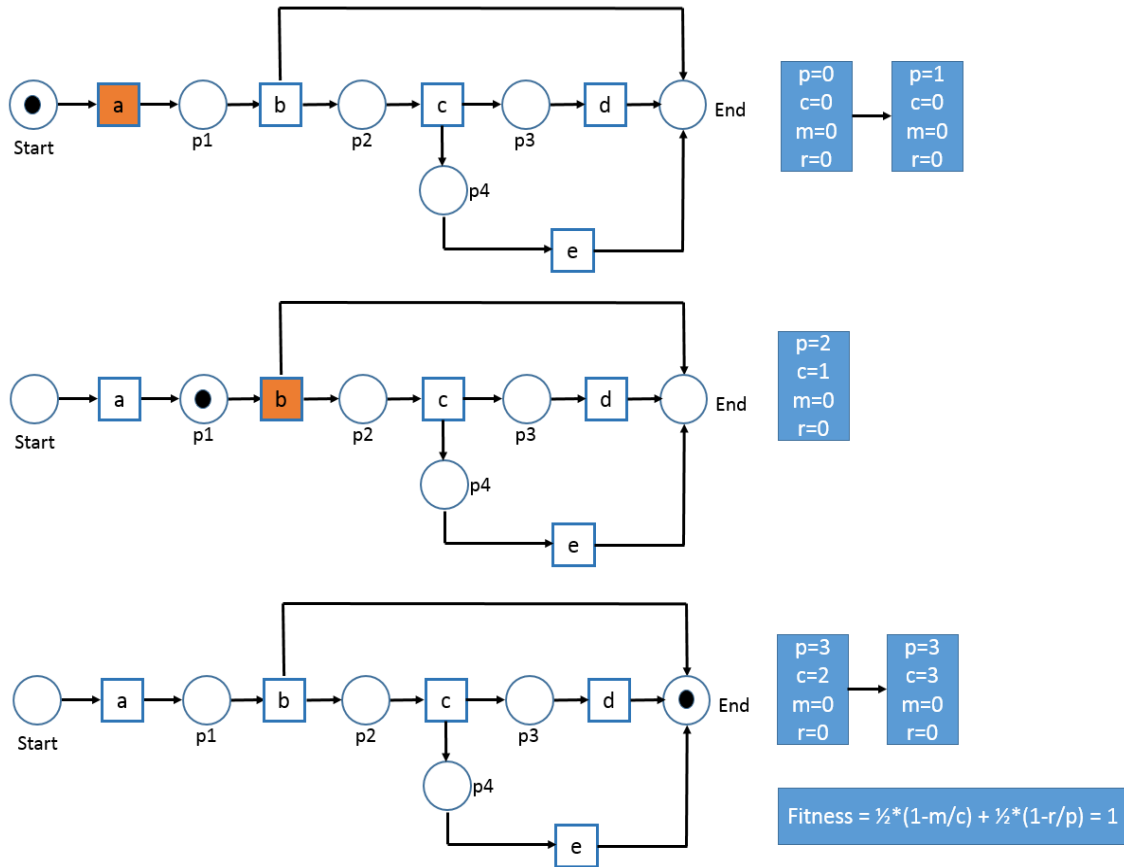 a
b
c
d
End
Start
p1
p2
p3
p4
e
p=0
c=0
m=0
r=0
p=1
c=0
m=0
r=0
a
b
c
d
End
Start
p1
p2
p3
p4
e
p=2
c=1
m=0
r=0
a
b
c
d
End
Start
p1
p2
p3
p4
e
p=3
c=2
m=0
r=0
p=3
c=3
m=0
r=0
Fitness = ½*(1-m/c) + ½*(1-r/p) = 1